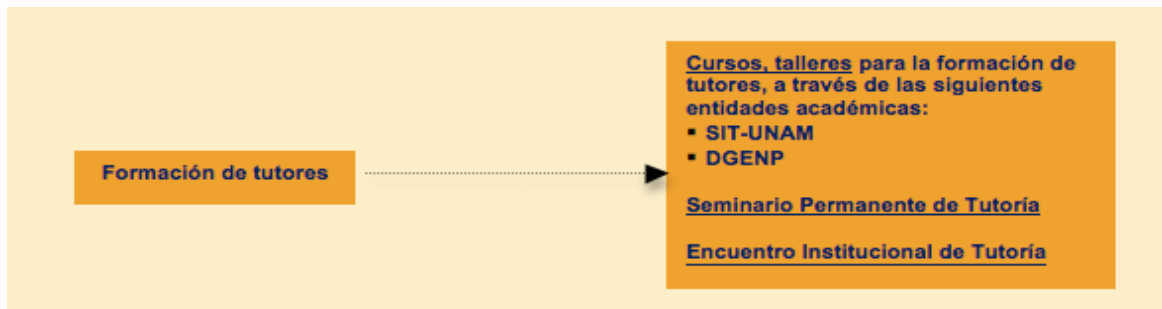 Formación de tutores
Cursos, talleres para la formación de
tutores, a través de las siguientes
entidades académicas:
▪ SIT-UNAM
▪ DGENP
Seminario Permanente de Tutoría
Encuentro Institucional de Tutoría